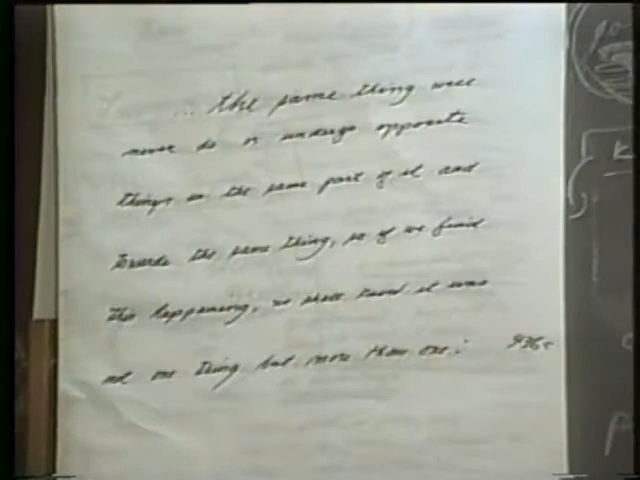 ... the same thing will
never do or undergo opposite
things in the same part of it and
towards the same thing, so if we find
this happening, we shall know it was
not one thing but more than one.' 436c